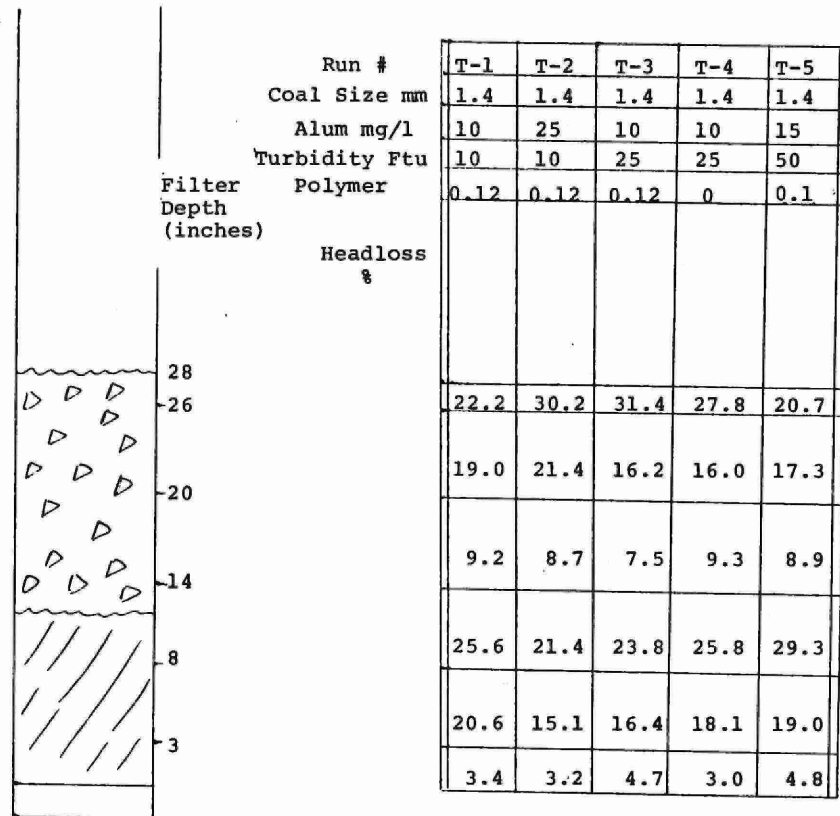 Run # T-1 T-2 T-3 T-4 T-5
Coal Size mm 1.4 1.4 1.4 1.4 1.4
Alum mg/l 10 25 10 10 15
Turbidity Ftu 10 10 25 25 50
Filter Polymer 0.12 0.12 0.12 0 0.1
Depth
(inches)
Headloss
%
28
26 22.2 30.2 31.4 27.8 20.7
19.0 21.4 16.2 16.0 17.3
20
9.2 8.7 7.5 9.3 8.9
14
25.6 21.4 23.8 25.8 29.3
8
20.6 15.1 16.4 18.1 19.0
3
3.4 3.2 4.7 3.0 4.8